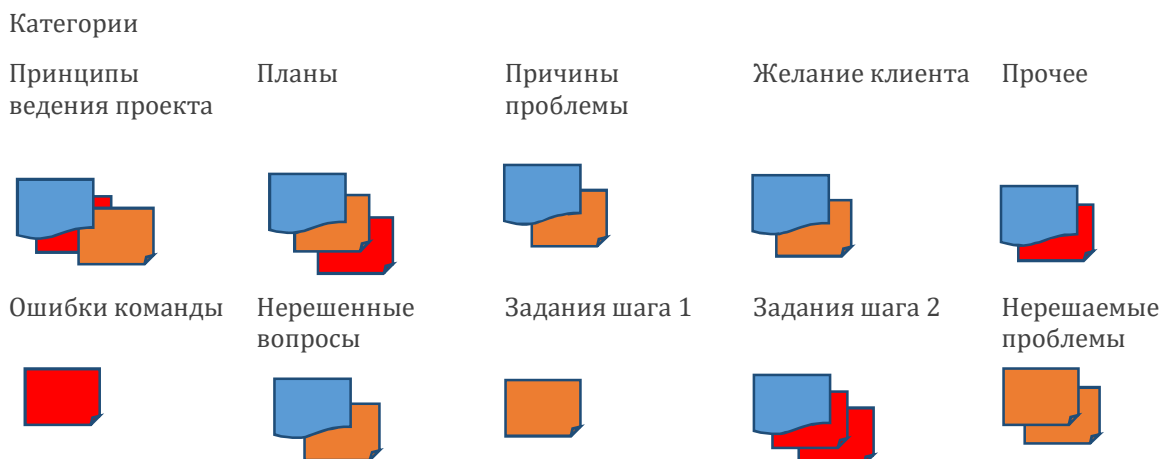 Категории
Принципы ведения проекта
Планы
Причины проблемы
Желание клиента
Прочее
Ошибки команды
Нерешенные вопросы
Задания шага 1
Задания шага 2
Нерешаемые проблемы